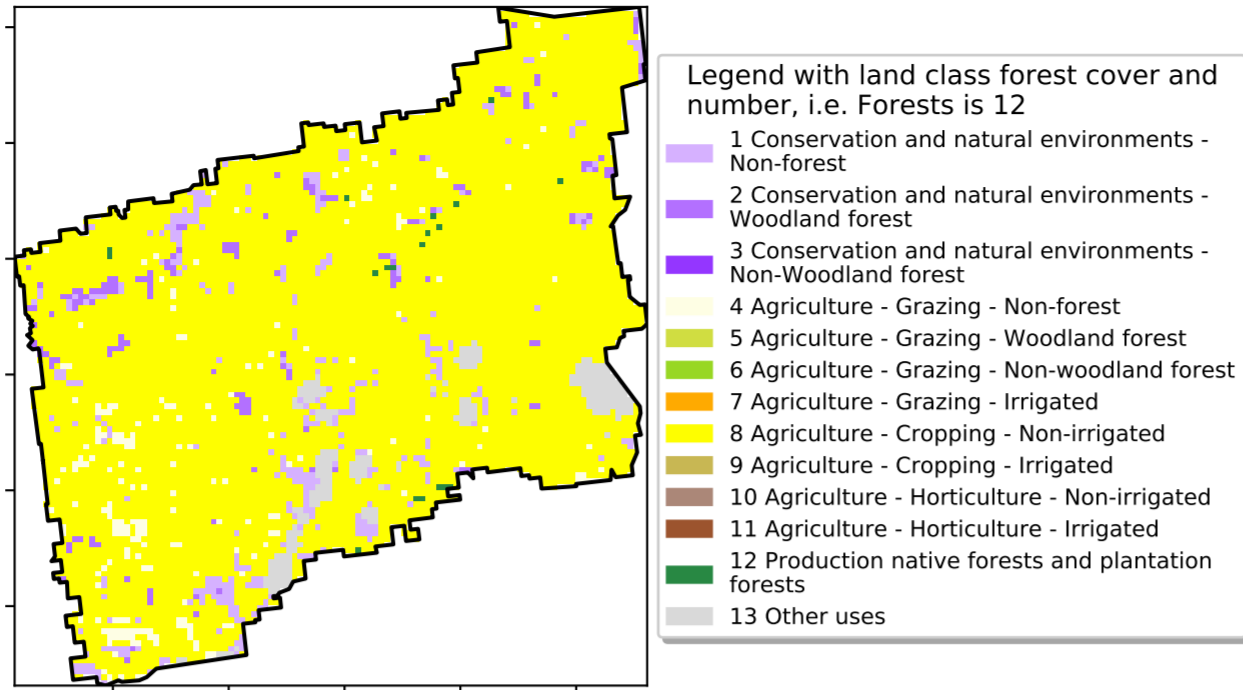 Legend with land class forest cover and
number, i.e. Forests is 12
1 Conservation and natural environments -
Non-forest
2 Conservation and natural environments -
Woodland forest
3 Conservation and natural environments -
Non-Woodland forest
4 Agriculture - Grazing - Non-forest
5 Agriculture - Grazing - Woodland forest
6 Agriculture - Grazing - Non-woodland forest
7 Agriculture - Grazing - Irrigated
8 Agriculture - Cropping - Non-irrigated
9 Agriculture - Cropping - Irrigated
10 Agriculture - Horticulture - Non-irrigated
11 Agriculture - Horticulture - Irrigated
12 Production native forests and plantation
forests
13 Other uses